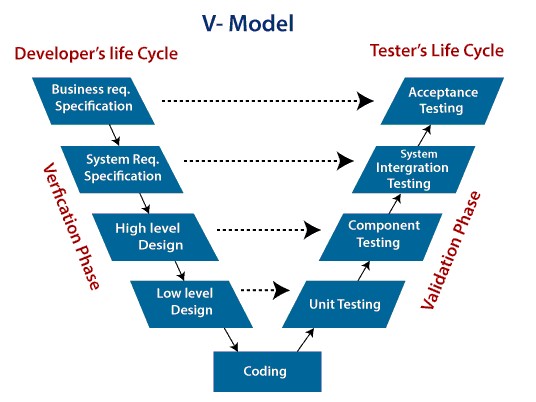 V- Model
Developer's life Cycle
Tester's Life Cycle
Business req.
Specification
Acceptance
Testing
System Req.
Specification
System
Intergration
Testing
High level
Design
Component
Testing
Low level
Design
Unit Testing
Coding
Verfication Phase
Validation Phase